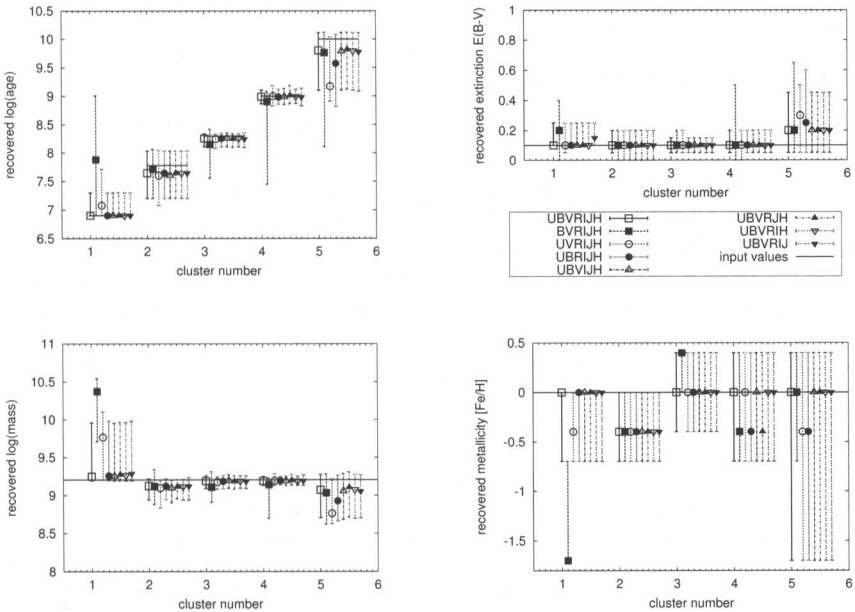 recovered log(age)
10.5
10
9.5
9
8.5
8
7.5
7
6.5
1 2 3 4 5 6
cluster number
recovered extinction E(B-V)
1
0.8
0.6
0.4
0.2
0
1 2 3 4 5 6
cluster number
UBVRIJH
BVRIJH
UVRIJH
UBRIJH
UBVIJH
UBVRJH
UBVRIH
UBVRIJ
input values
recovered log(mass)
11
10.5
10
9.5
9
8.5
8
1 2 3 4 5 6
cluster number
recovered metallicity [Fe/H]
0.5
0
-0.5
-1
-1.5
1 2 3 4 5 6
cluster number